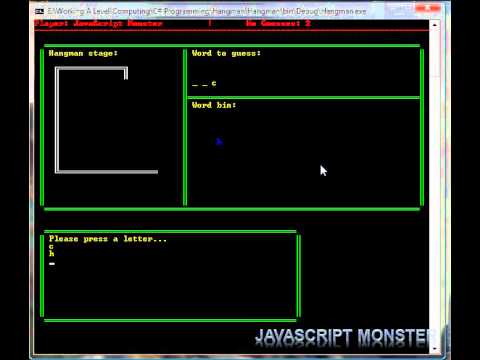 E:\Working A Level\Computing\C# Programming\Hangman\Hangman\bin\Debug\Hangman.exe
Player: JavaScript Monster | No Guesses: 2
Hangman stage:
Word to guess:
_ _ c
Word bin:
h
Please press a letter...
c
h
_
JAVASCRIPT MONSTER